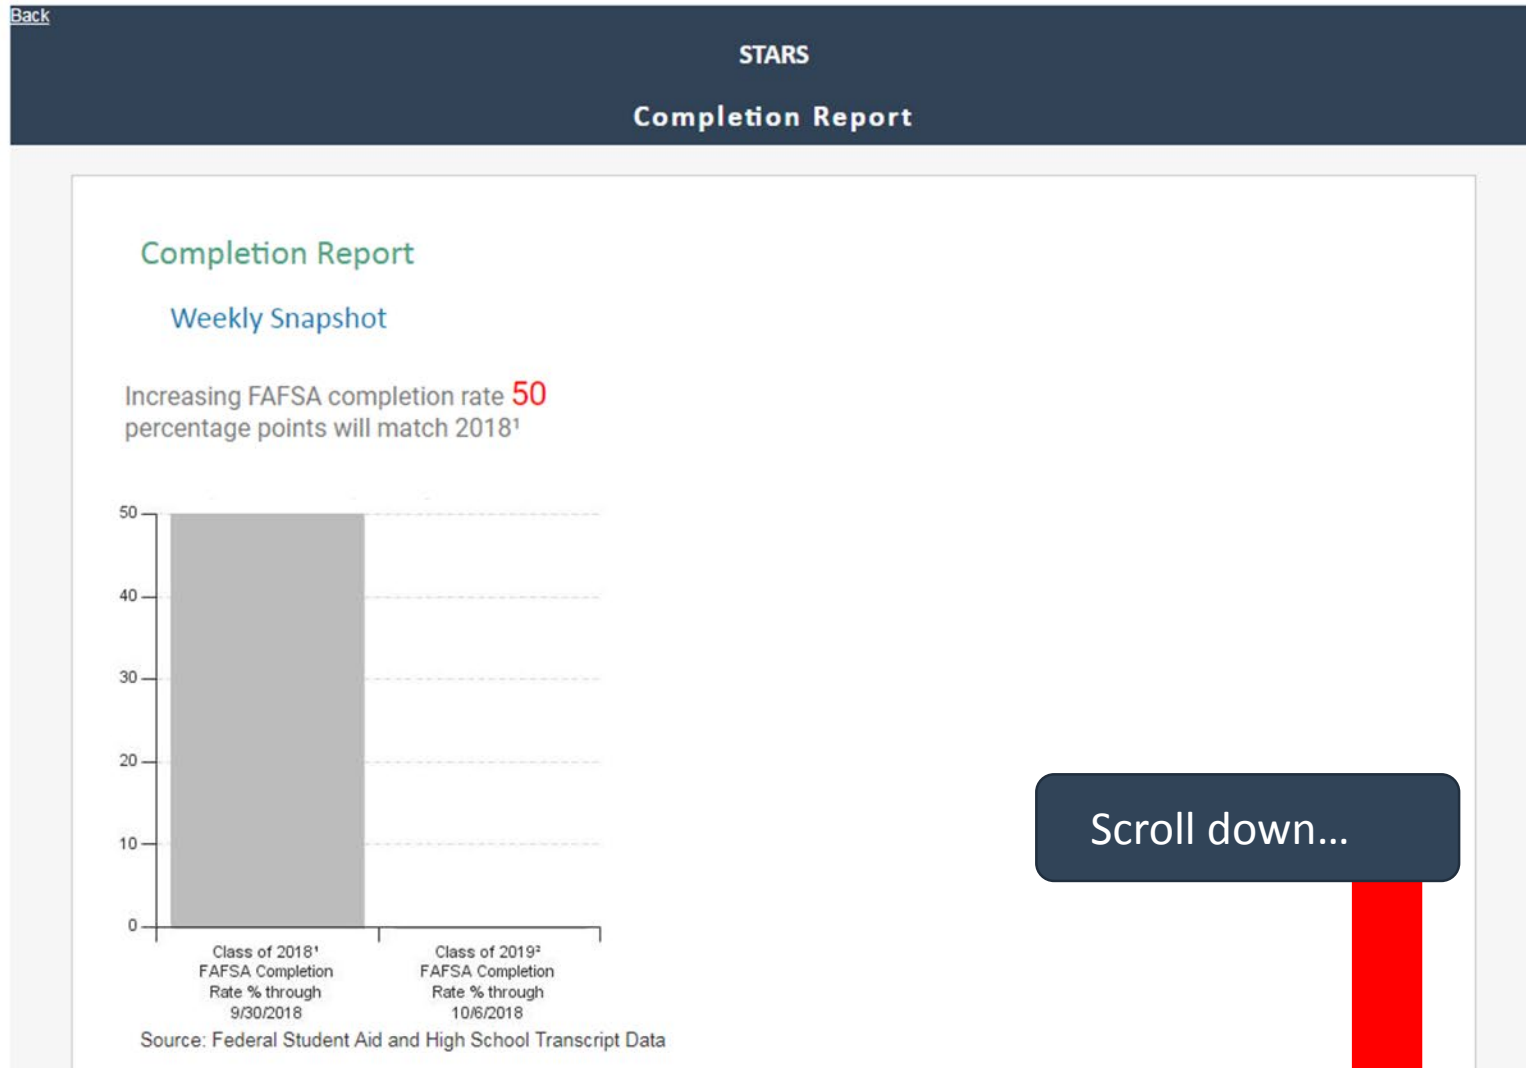 Back
STARS
Completion Report
Completion Report
Weekly Snapshot
Increasing FAFSA completion rate 50
percentage points will match 2018¹
50
40
30
20
10
0
Class of 2018¹
FAFSA Completion
Rate % through
9/30/2018
Class of 2019²
FAFSA Completion
Rate % through
10/6/2018
Source: Federal Student Aid and High School Transcript Data
Scroll down...